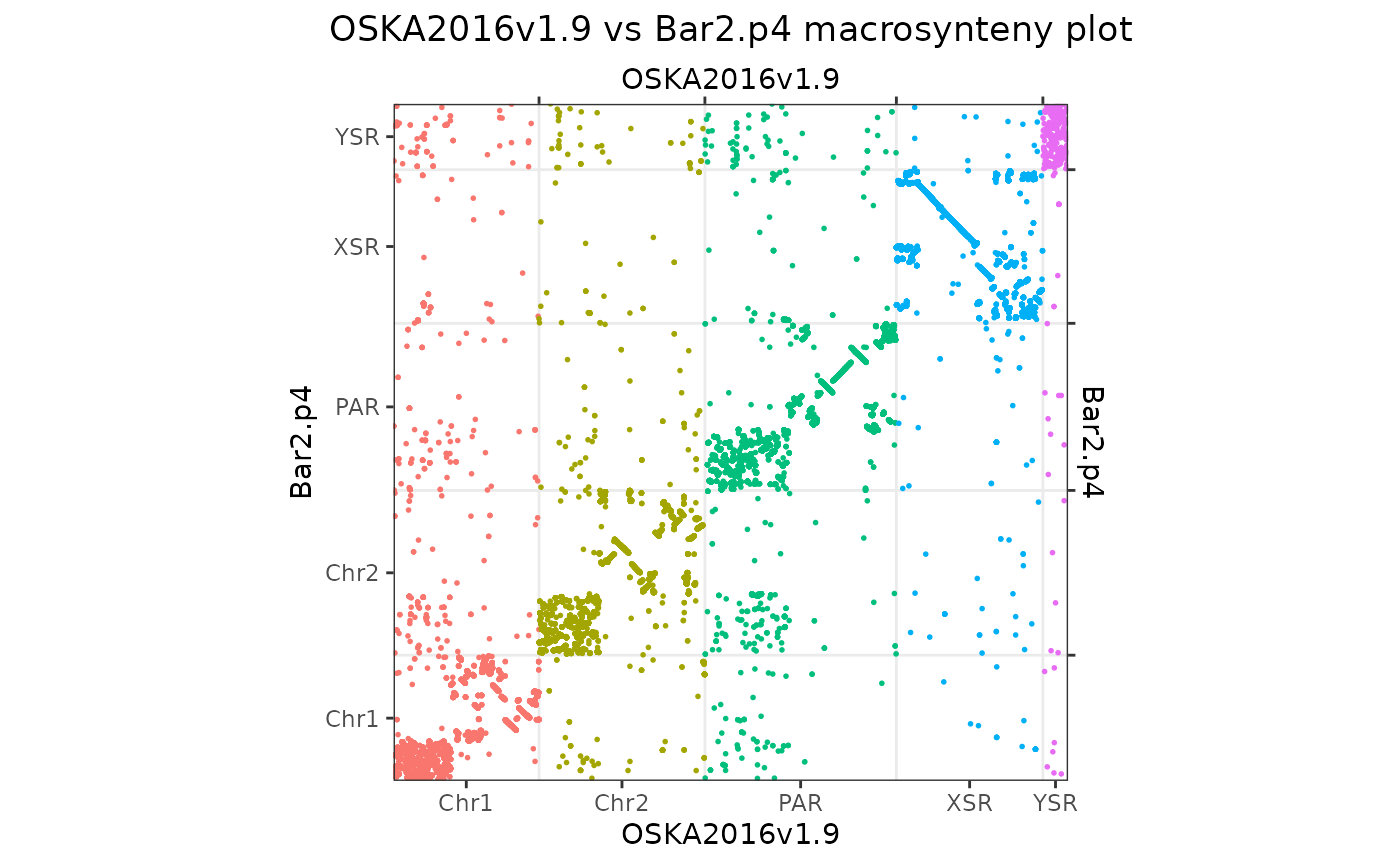 OSKA2016v1.9 vs Bar2.p4 macrosynteny plot
OSKA2016v1.9
YSR
XSR
PAR
Chr2
Chr1
Bar2.p4
Bar2.p4
Chr1
Chr2
PAR
XSR
YSR
OSKA2016v1.9